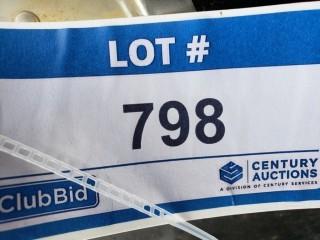 LOT #
798
CENTURY
AUCTIONS
A DIVISION OF CENTURY SERVICES
ClubBid